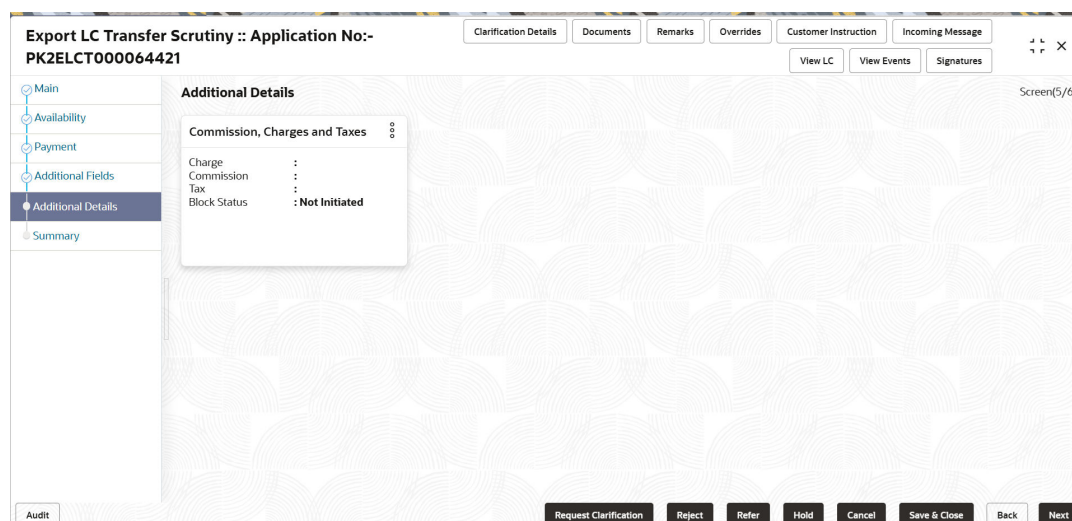 Export LC Transfer Scrutiny :: Application No:-
PK2ELCT000064421
Clarification Details
Documents
Remarks
Overrides
Customer Instruction
Incoming Message
View LC
View Events
Signatures
Main
Availability
Payment
Additional Fields
Additional Details
Summary
Additional Details
Screen(5/6
Commission, Charges and Taxes
Charge :
Commission :
Tax :
Block Status : Not Initiated
Audit
Request Clarification
Reject
Refer
Hold
Cancel
Save & Close
Back
Next